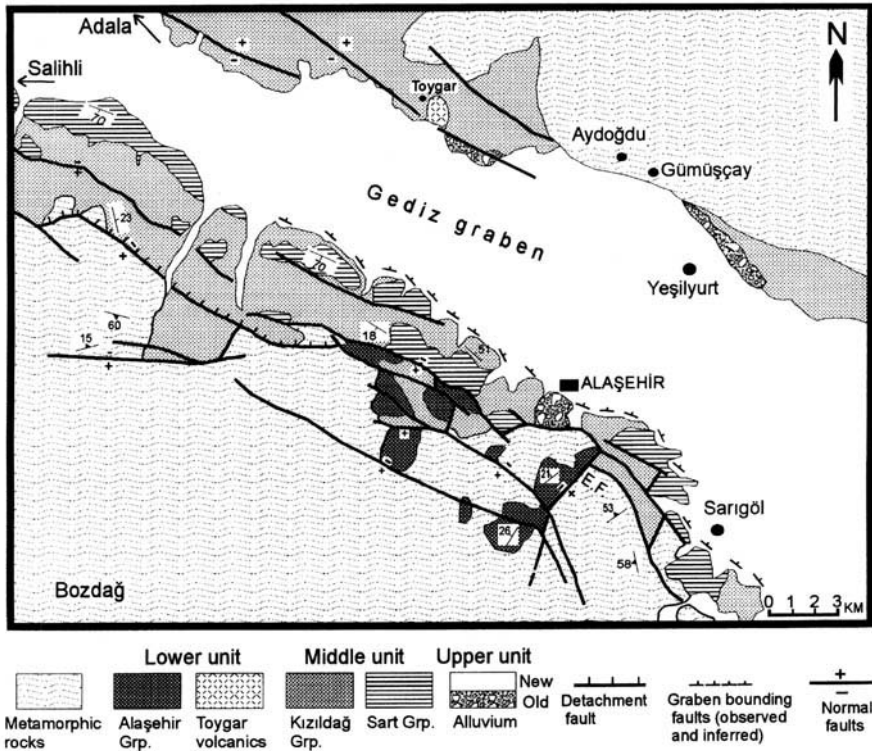 Adala
Salihli
N
+
−
+
−
Toygar
Aydoğdu
Gümüşçay
70
−
+
23
−
+
Gediz graben
70
Yeşilyurt
60
15
−
+
18
−
+
51
ALAŞEHİR
+
−
+
−
+
21
−
+
E.F.
53
26
58
Sarıgöl
Bozdağ
0 1 2 3 KM
Lower unit Middle unit Upper unit
New
Old
+
−
Metamorphic rocks
Alaşehir Grp.
Toygar volcanics
Kızıldağ Grp.
Sart Grp.
Alluvium
Detachment fault
Graben bounding faults (observed and inferred)
Normal faults